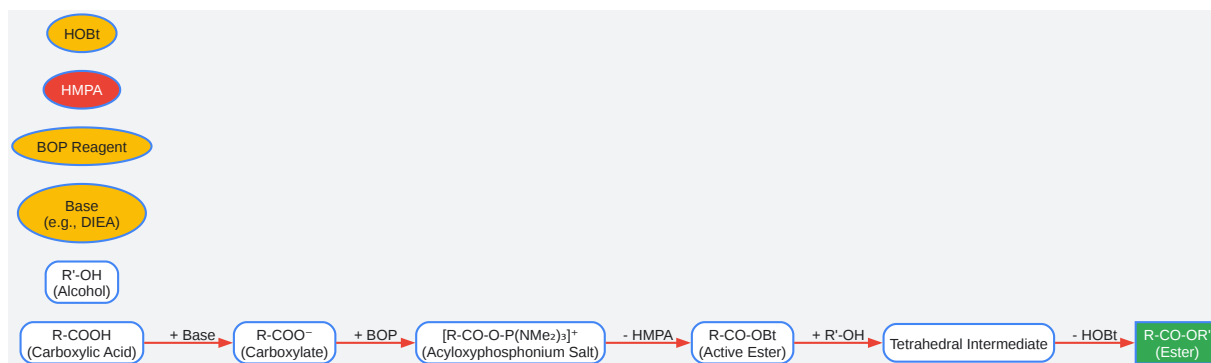 HOBt
HMPA
BOP Reagent
Base
(e.g., DIEA)
R'-OH
(Alcohol)
R-COOH
(Carboxylic Acid)
+ Base
R-COO⁻
(Carboxylate)
+ BOP
[R-CO-O-P(NMe₂)₃]⁺
(Acyloxyphosphonium Salt)
- HMPA
R-CO-OBt
(Active Ester)
+ R'-OH
Tetrahedral Intermediate
- HOBt
R-CO-OR'
(Ester)